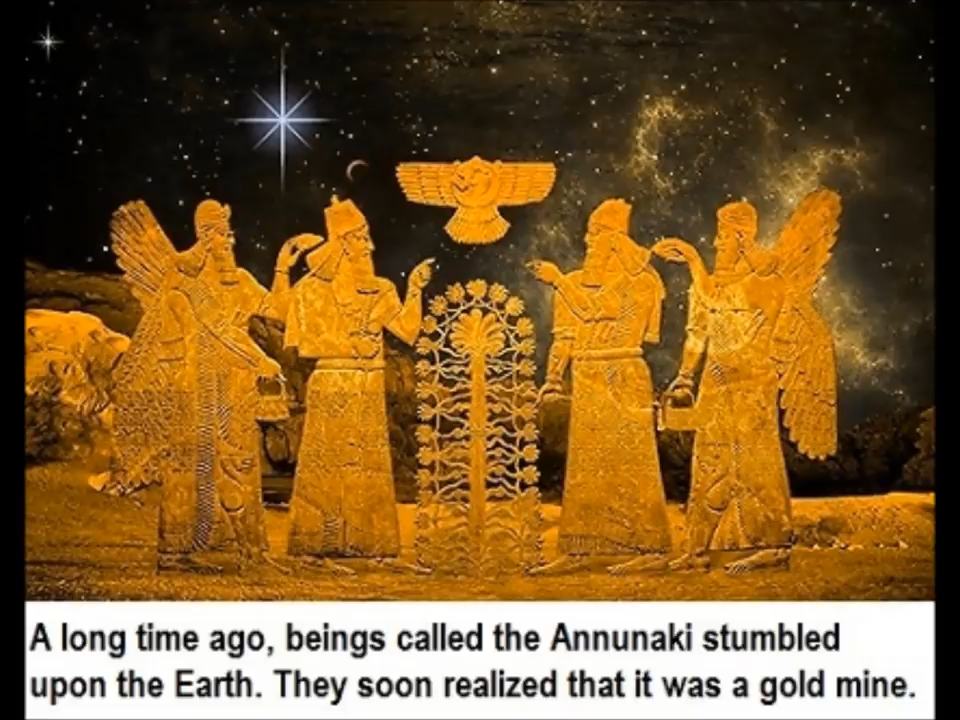 A long time ago, beings called the Annunaki stumbled
upon the Earth. They soon realized that it was a gold mine.